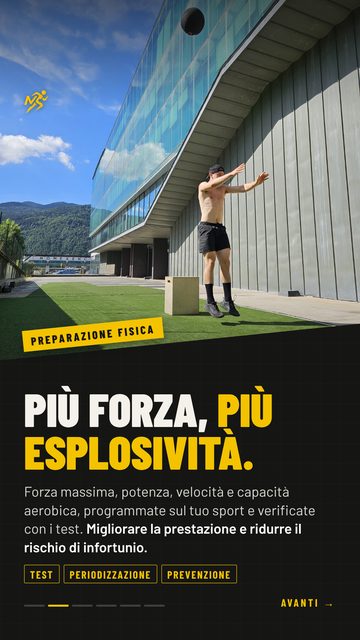 PREPARAZIONE FISICA
PIÙ FORZA, PIÙ
ESPLOSIVITÀ.
Forza massima, potenza, velocità e capacità
aerobica, programmate sul tuo sport e verificate
con i test. Migliorare la prestazione e ridurre il
rischio di infortunio.
TEST PERIODIZZAZIONE PREVENZIONE
AVANTI →